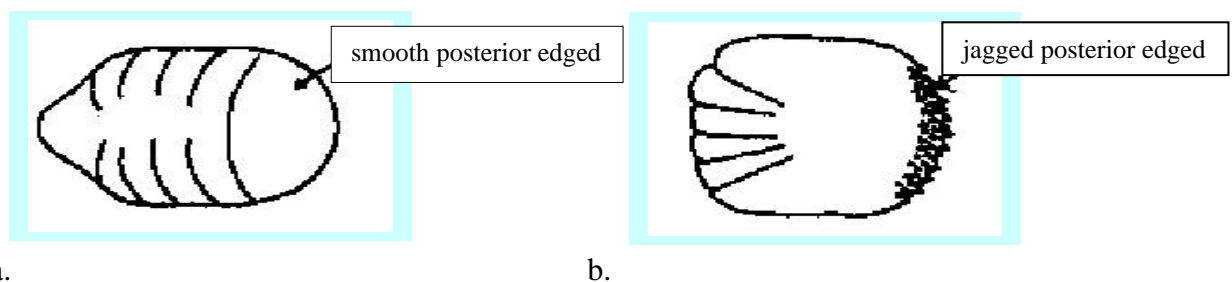 smooth posterior edged
jagged posterior edged
a.
b.